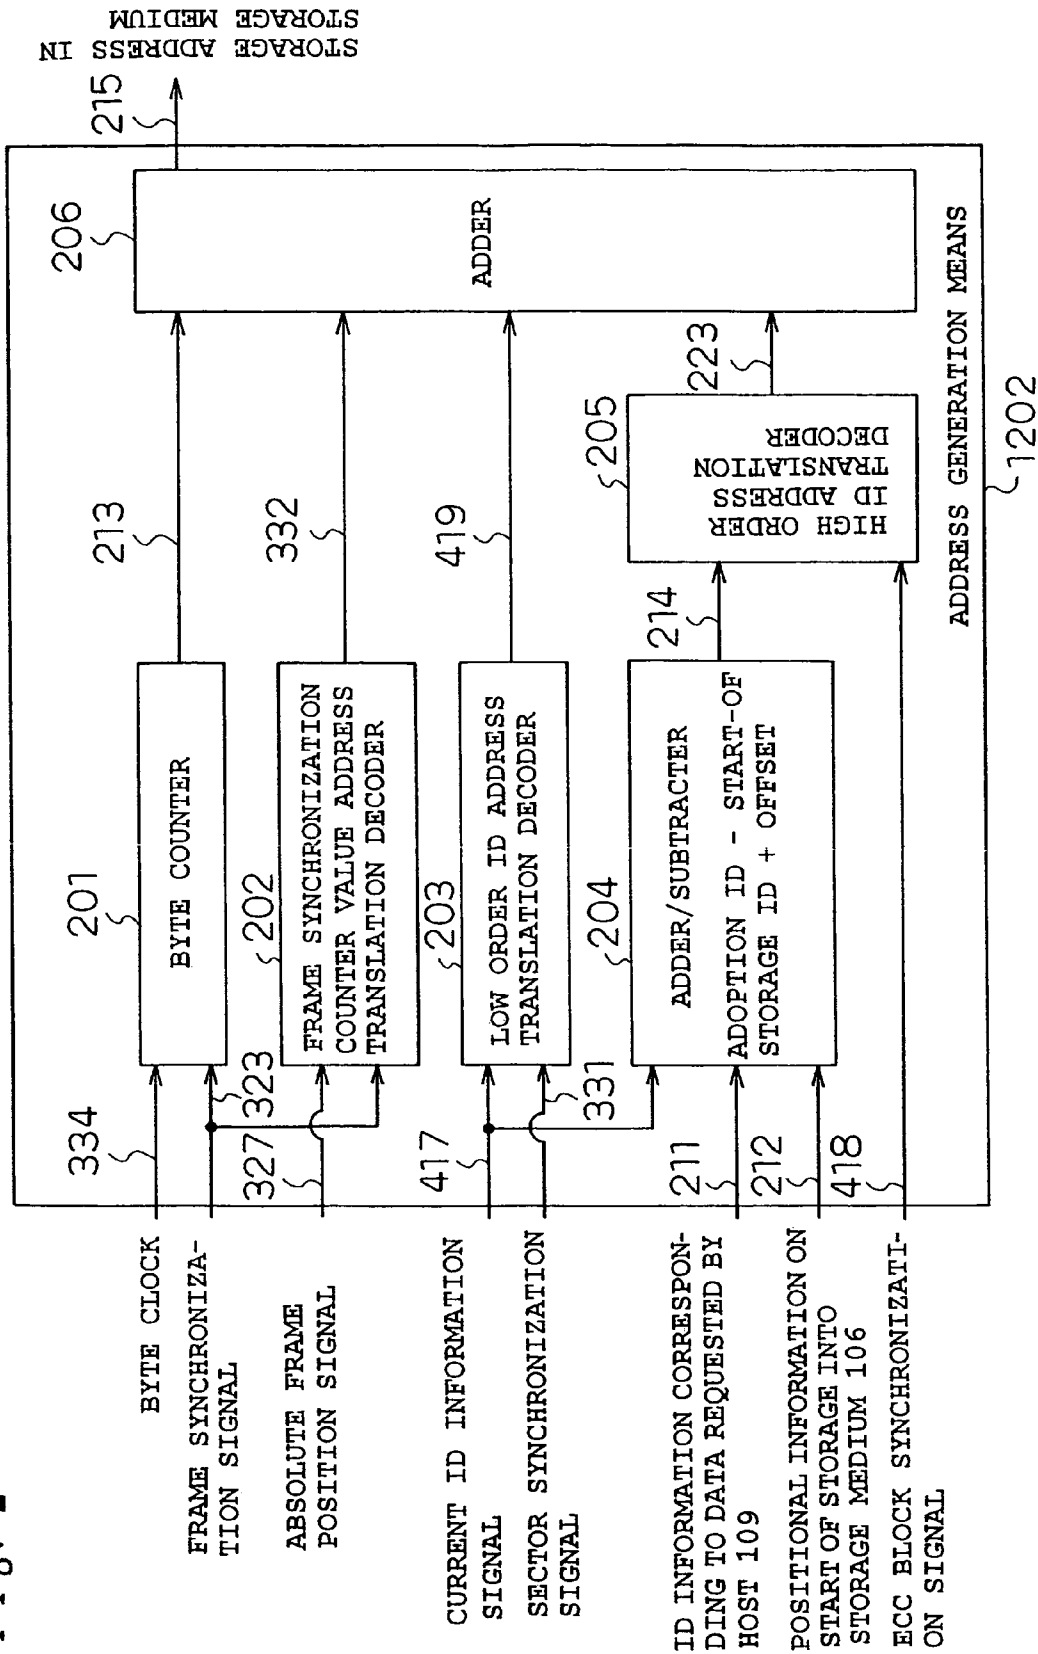 BYTE CLOCK
FRAME SYNCHRONIZA-
TION SIGNAL
ABSOLUTE FRAME
POSITION SIGNAL
CURRENT ID INFORMATION
SIGNAL
SECTOR SYNCHRONIZATION
SIGNAL
ID INFORMATION CORRESPON-
DING TO DATA REQUESTED BY
HOST 109
POSITIONAL INFORMATION ON
START OF STORAGE INTO
STORAGE MEDIUM 106
ECC BLOCK SYNCHRONIZATI-
ON SIGNAL
334
323
327
417
331
211
212
418
201
BYTE COUNTER
202
FRAME SYNCHRONIZATION
COUNTER VALUE ADDRESS
TRANSLATION DECODER
203
LOW ORDER ID ADDRESS
TRANSLATION DECODER
204
ADDER/SUBTRACTER
ADOPTION ID - START-OF
STORAGE ID + OFFSET
213
332
419
214
205
HIGH ORDER
ID ADDRESS
TRANSLATION
DECODER
223
206
ADDER
215
STORAGE ADDRESS IN
STORAGE MEDIUM
ADDRESS GENERATION MEANS
1202